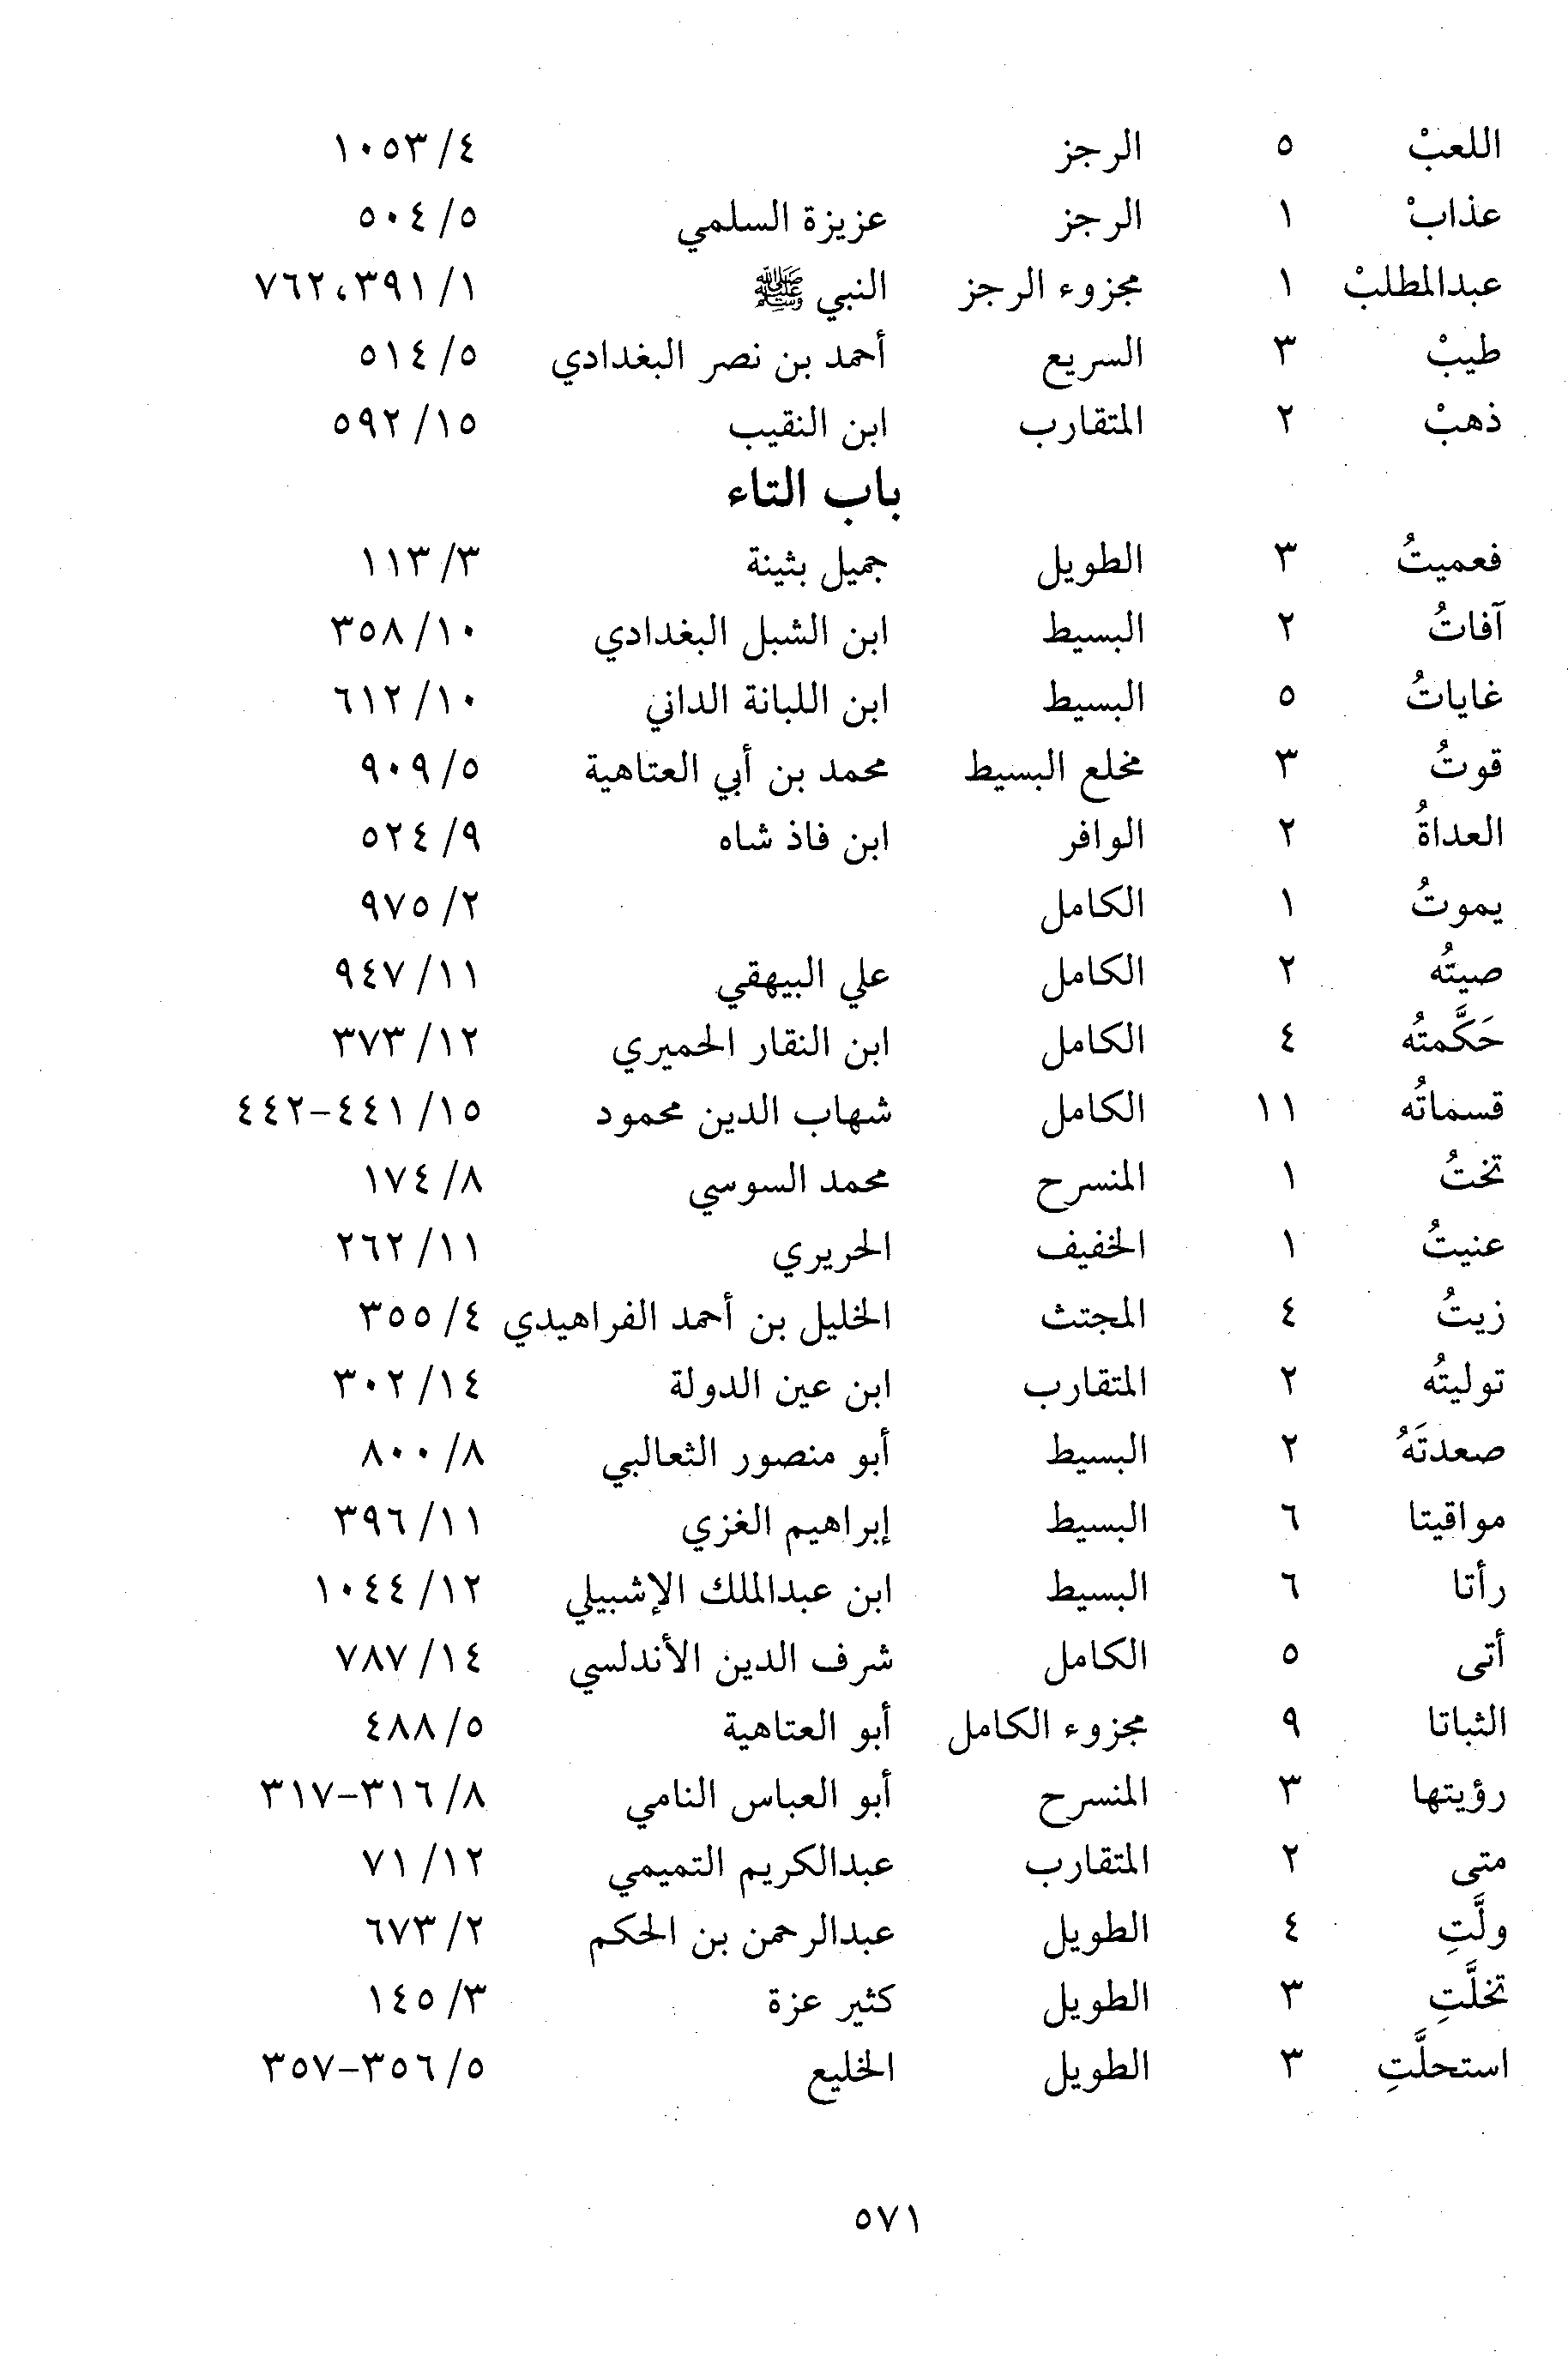 اللعبْ ٥ الرجز ٤/ ١٠٥٣
عذابْ ١ الرجز عزيزة السلمي ٥/ ٥٠٤
عبدالمطلبْ ١ مجزوء الرجز النبي ﷺ ١/ ٣٩١، ٧٦٢
طيبْ ٣ السريع أحمد بن نصر البغدادي ٥/ ٥١٤
ذهبْ ٢ المتقارب ابن النقيب ١٥/ ٥٩٢
باب التاء
فعميتُ ٣ الطويل جميل بثينة ٣/ ١١٣
آفاتُ ٢ البسيط ابن الشبل البغدادي ١٠/ ٣٥٨
غاياتُ ٥ البسيط ابن اللبانة الداني ١٠/ ٦١٢
قوتُ ٣ مخلع البسيط محمد بن أبي العتاهية ٥/ ٩٠٩
العداةُ ٢ الوافر ابن فاذ شاه ٩/ ٥٢٤
يموتُ ١ الكامل ٢/ ٩٧٥
صيتُه ٢ الكامل علي البيهقي ١١/ ٩٤٧
حَكَّمتُه ٤ الكامل ابن النقار الحميري ١٢/ ٣٧٣
قسماتُه ١١ الكامل شهاب الدين محمود ١٥/ ٤٤١-٤٤٢
تختُ ١ المنسرح محمد السوسي ٨/ ١٧٤
عنيتُ ١ الخفيف الحريري ١١/ ٢٦٢
زيتُ ٤ المجتث الخليل بن أحمد الفراهيدي ٤/ ٣٥٥
توليتُه ٢ المتقارب ابن عين الدولة ١٤/ ٣٠٢
صعدتَهُ ٢ البسيط أبو منصور الثعالبي ٨/ ٨٠٠
مواقيتا ٦ البسيط إبراهيم الغزي ١١/ ٣٩٦
رأتا ٦ البسيط ابن عبدالملك الإشبيلي ١٢/ ١٠٤٤
أتى ٥ الكامل شرف الدين الأندلسي ١٤/ ٧٨٧
الثباتا ٩ مجزوء الكامل أبو العتاهية ٥/ ٤٨٨
رؤيتها ٣ المنسرح أبو العباس النامي ٨/ ٣١٦-٣١٧
متى ٢ المتقارب عبدالكريم التميمي ١٢/ ٧١
ولَّتِ ٤ الطويل عبدالرحمن بن الحكم ٢/ ٦٧٣
تخلَّتِ ٣ الطويل كثير عزة ٣/ ١٤٥
استحلَّتِ ٣ الطويل الخليع ٥/ ٣٥٦-٣٥٧
٥٧١